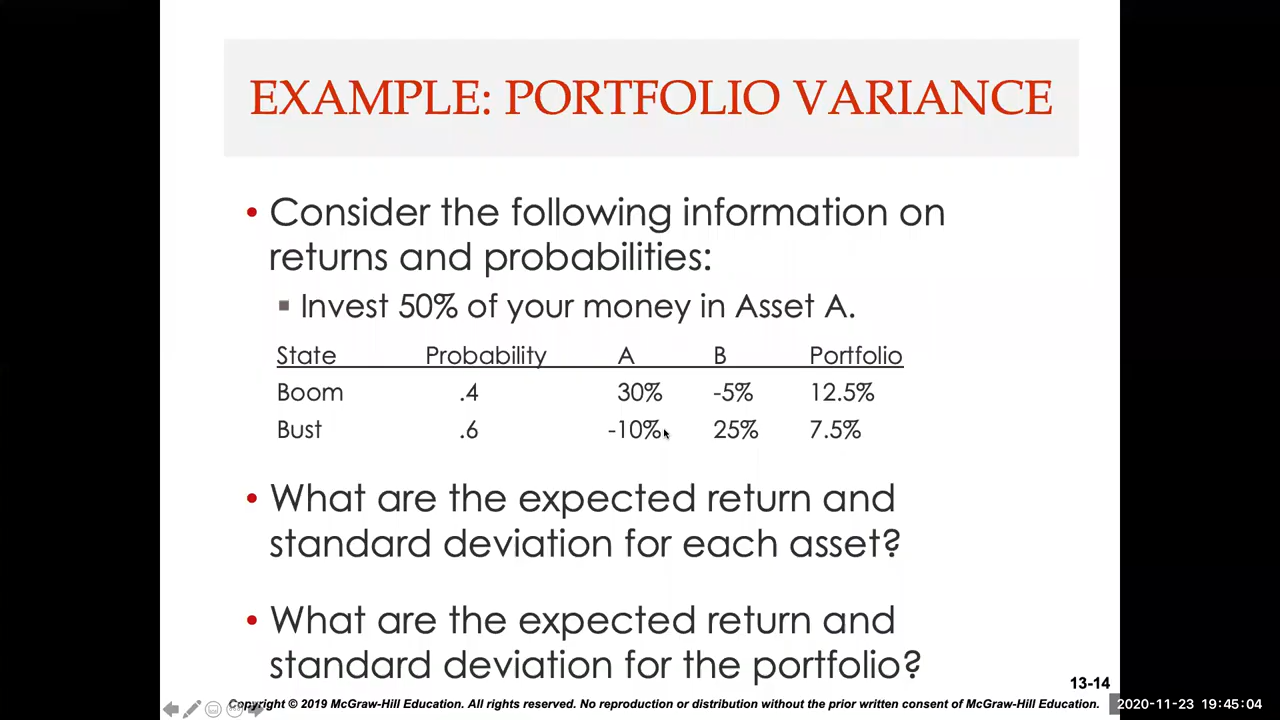 EXAMPLE: PORTFOLIO VARIANCE
• Consider the following information on
returns and probabilities:
▪ Invest 50% of your money in Asset A.
State Probability A B Portfolio
Boom .4 30% -5% 12.5%
Bust .6 -10% 25% 7.5%
• What are the expected return and
standard deviation for each asset?
• What are the expected return and
standard deviation for the portfolio?
13-14
Copyright © 2019 McGraw-Hill Education. All rights reserved. No reproduction or distribution without the prior written consent of McGraw-Hill Education.
2020-11-23 19:45:04